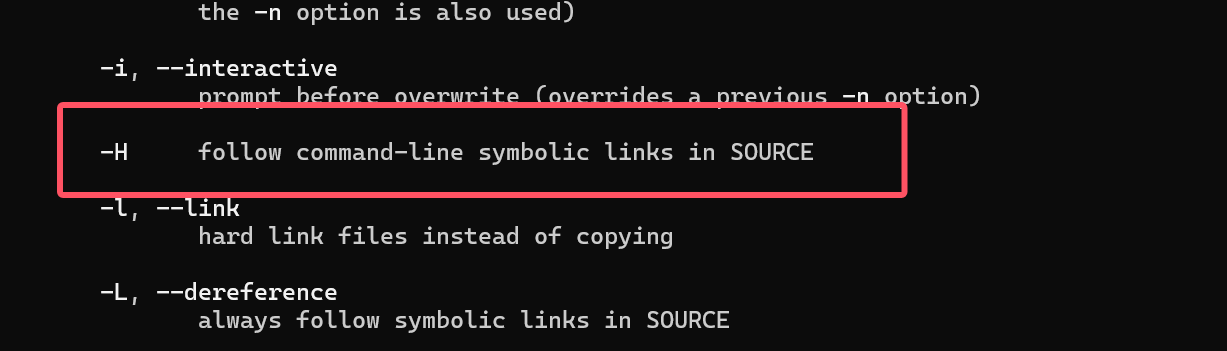 the -n option is also used)
-i, --interactive
prompt before overwrite (overrides a previous -n option)
-H follow command-line symbolic links in SOURCE
-l, --link
hard link files instead of copying
-L, --dereference
always follow symbolic links in SOURCE